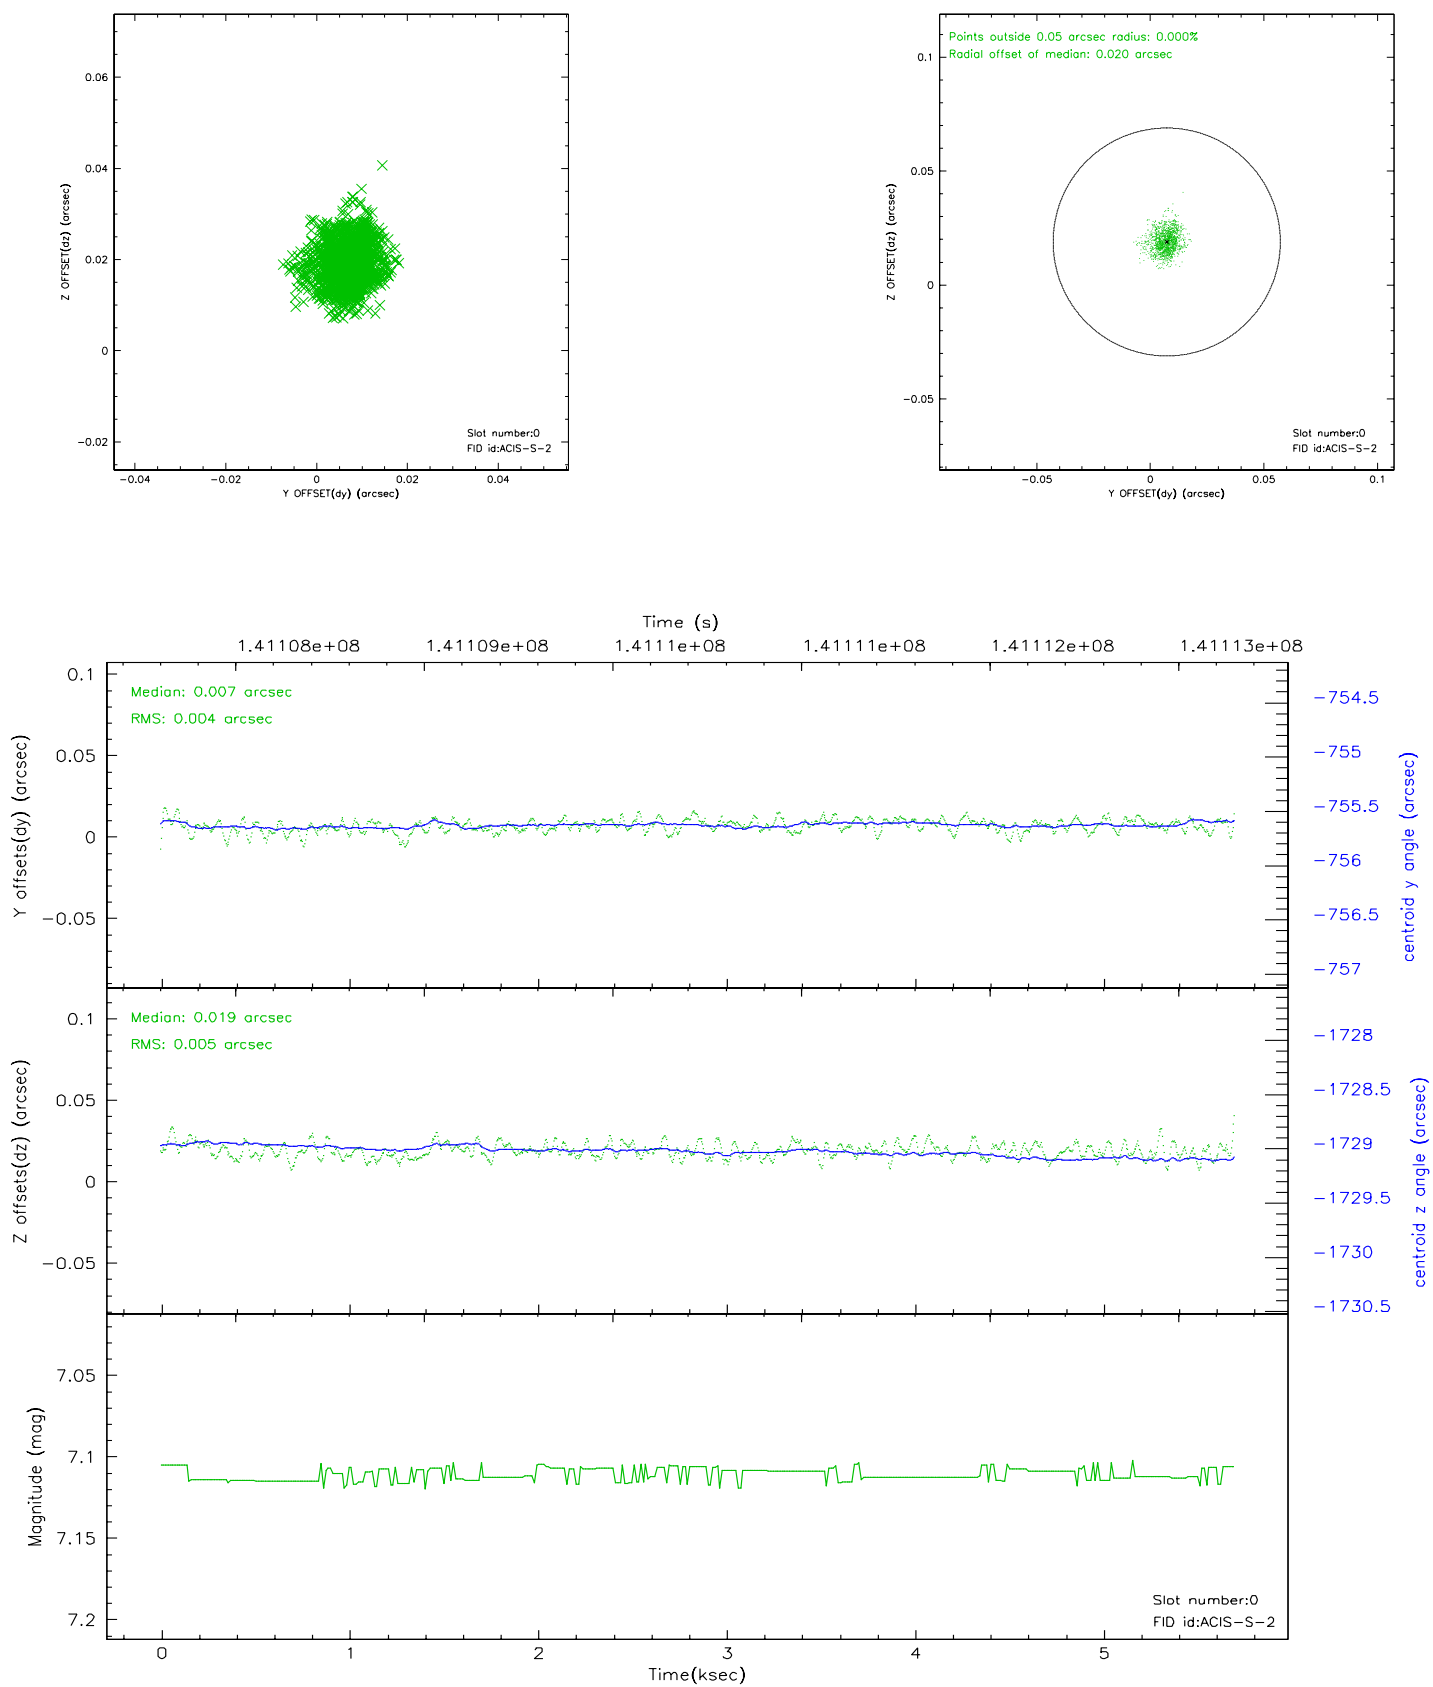 0.06
0.04
0.02
0
−0.02
Z OFFSET(dz) (arcsec)
Slot number:0
FID id:ACIS−S−2
−0.04 −0.02 0 0.02 0.04
Y OFFSET(dy) (arcsec)
Points outside 0.05 arcsec radius: 0.000%
Radial offset of median: 0.020 arcsec
0.1
0.05
0
−0.05
Z OFFSET(dz) (arcsec)
Slot number:0
FID id:ACIS−S−2
−0.05 0 0.05 0.1
Y OFFSET(dy) (arcsec)
Time (s)
1.41108e+08 1.41109e+08 1.4111e+08 1.41111e+08 1.41112e+08 1.41113e+08
Median: 0.007 arcsec
RMS: 0.004 arcsec
0.1
0.05
0
−0.05
Y offsets(dy) (arcsec)
−754.5
−755
−755.5
−756
−756.5
−757
centroid y angle (arcsec)
Median: 0.019 arcsec
RMS: 0.005 arcsec
0.1
0.05
0
−0.05
Z offsets(dz) (arcsec)
−1728
−1728.5
−1729
−1729.5
−1730
−1730.5
centroid z angle (arcsec)
7.05
7.1
7.15
7.2
Magnitude (mag)
Slot number:0
FID id:ACIS−S−2
0 1 2 3 4 5
Time(ksec)